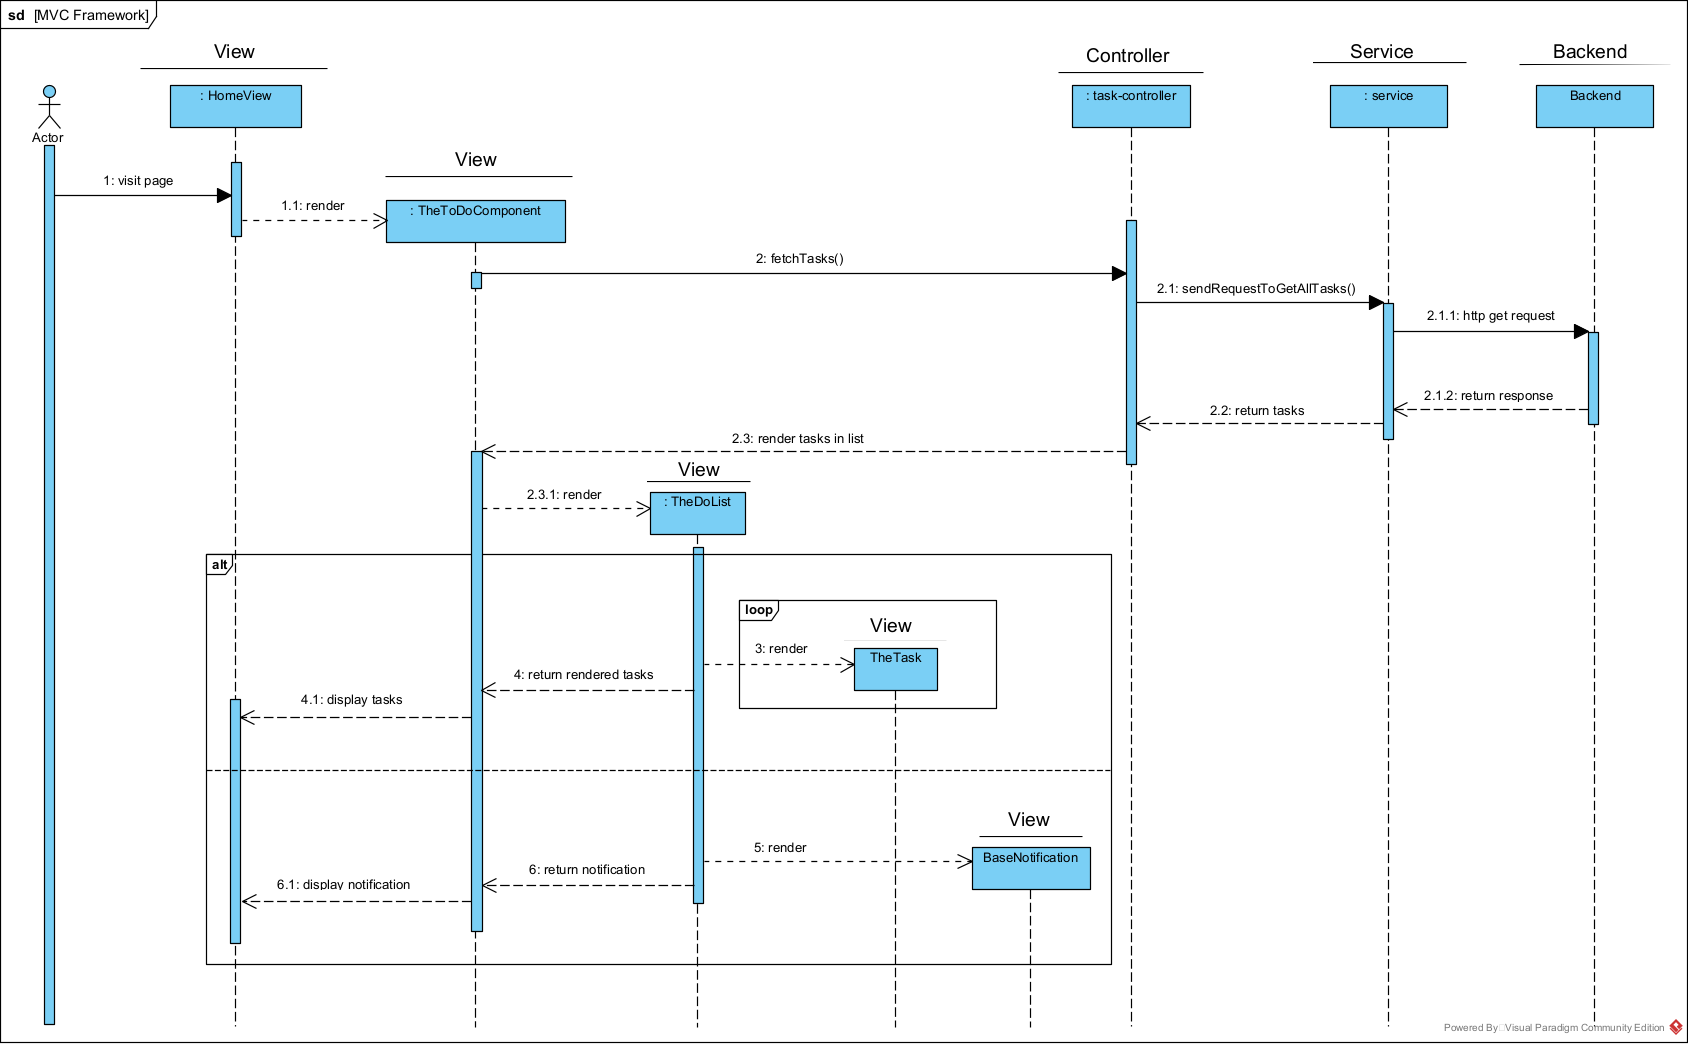 sd [MVC Framework]
View
Controller
Service
Backend
: HomeView
: task-controller
: service
Backend
Actor
View
1: visit page
1.1: render
: TheToDoComponent
2: fetchTasks()
2.1: sendRequestToGetAllTasks()
2.1.1: http get request
2.1.2: return response
2.2: return tasks
2.3: render tasks in list
View
2.3.1: render
: TheDoList
alt
loop
View
3: render
TheTask
4: return rendered tasks
4.1: display tasks
View
5: render
BaseNotification
6: return notification
6.1: display notification
Powered By Visual Paradigm Community Edition